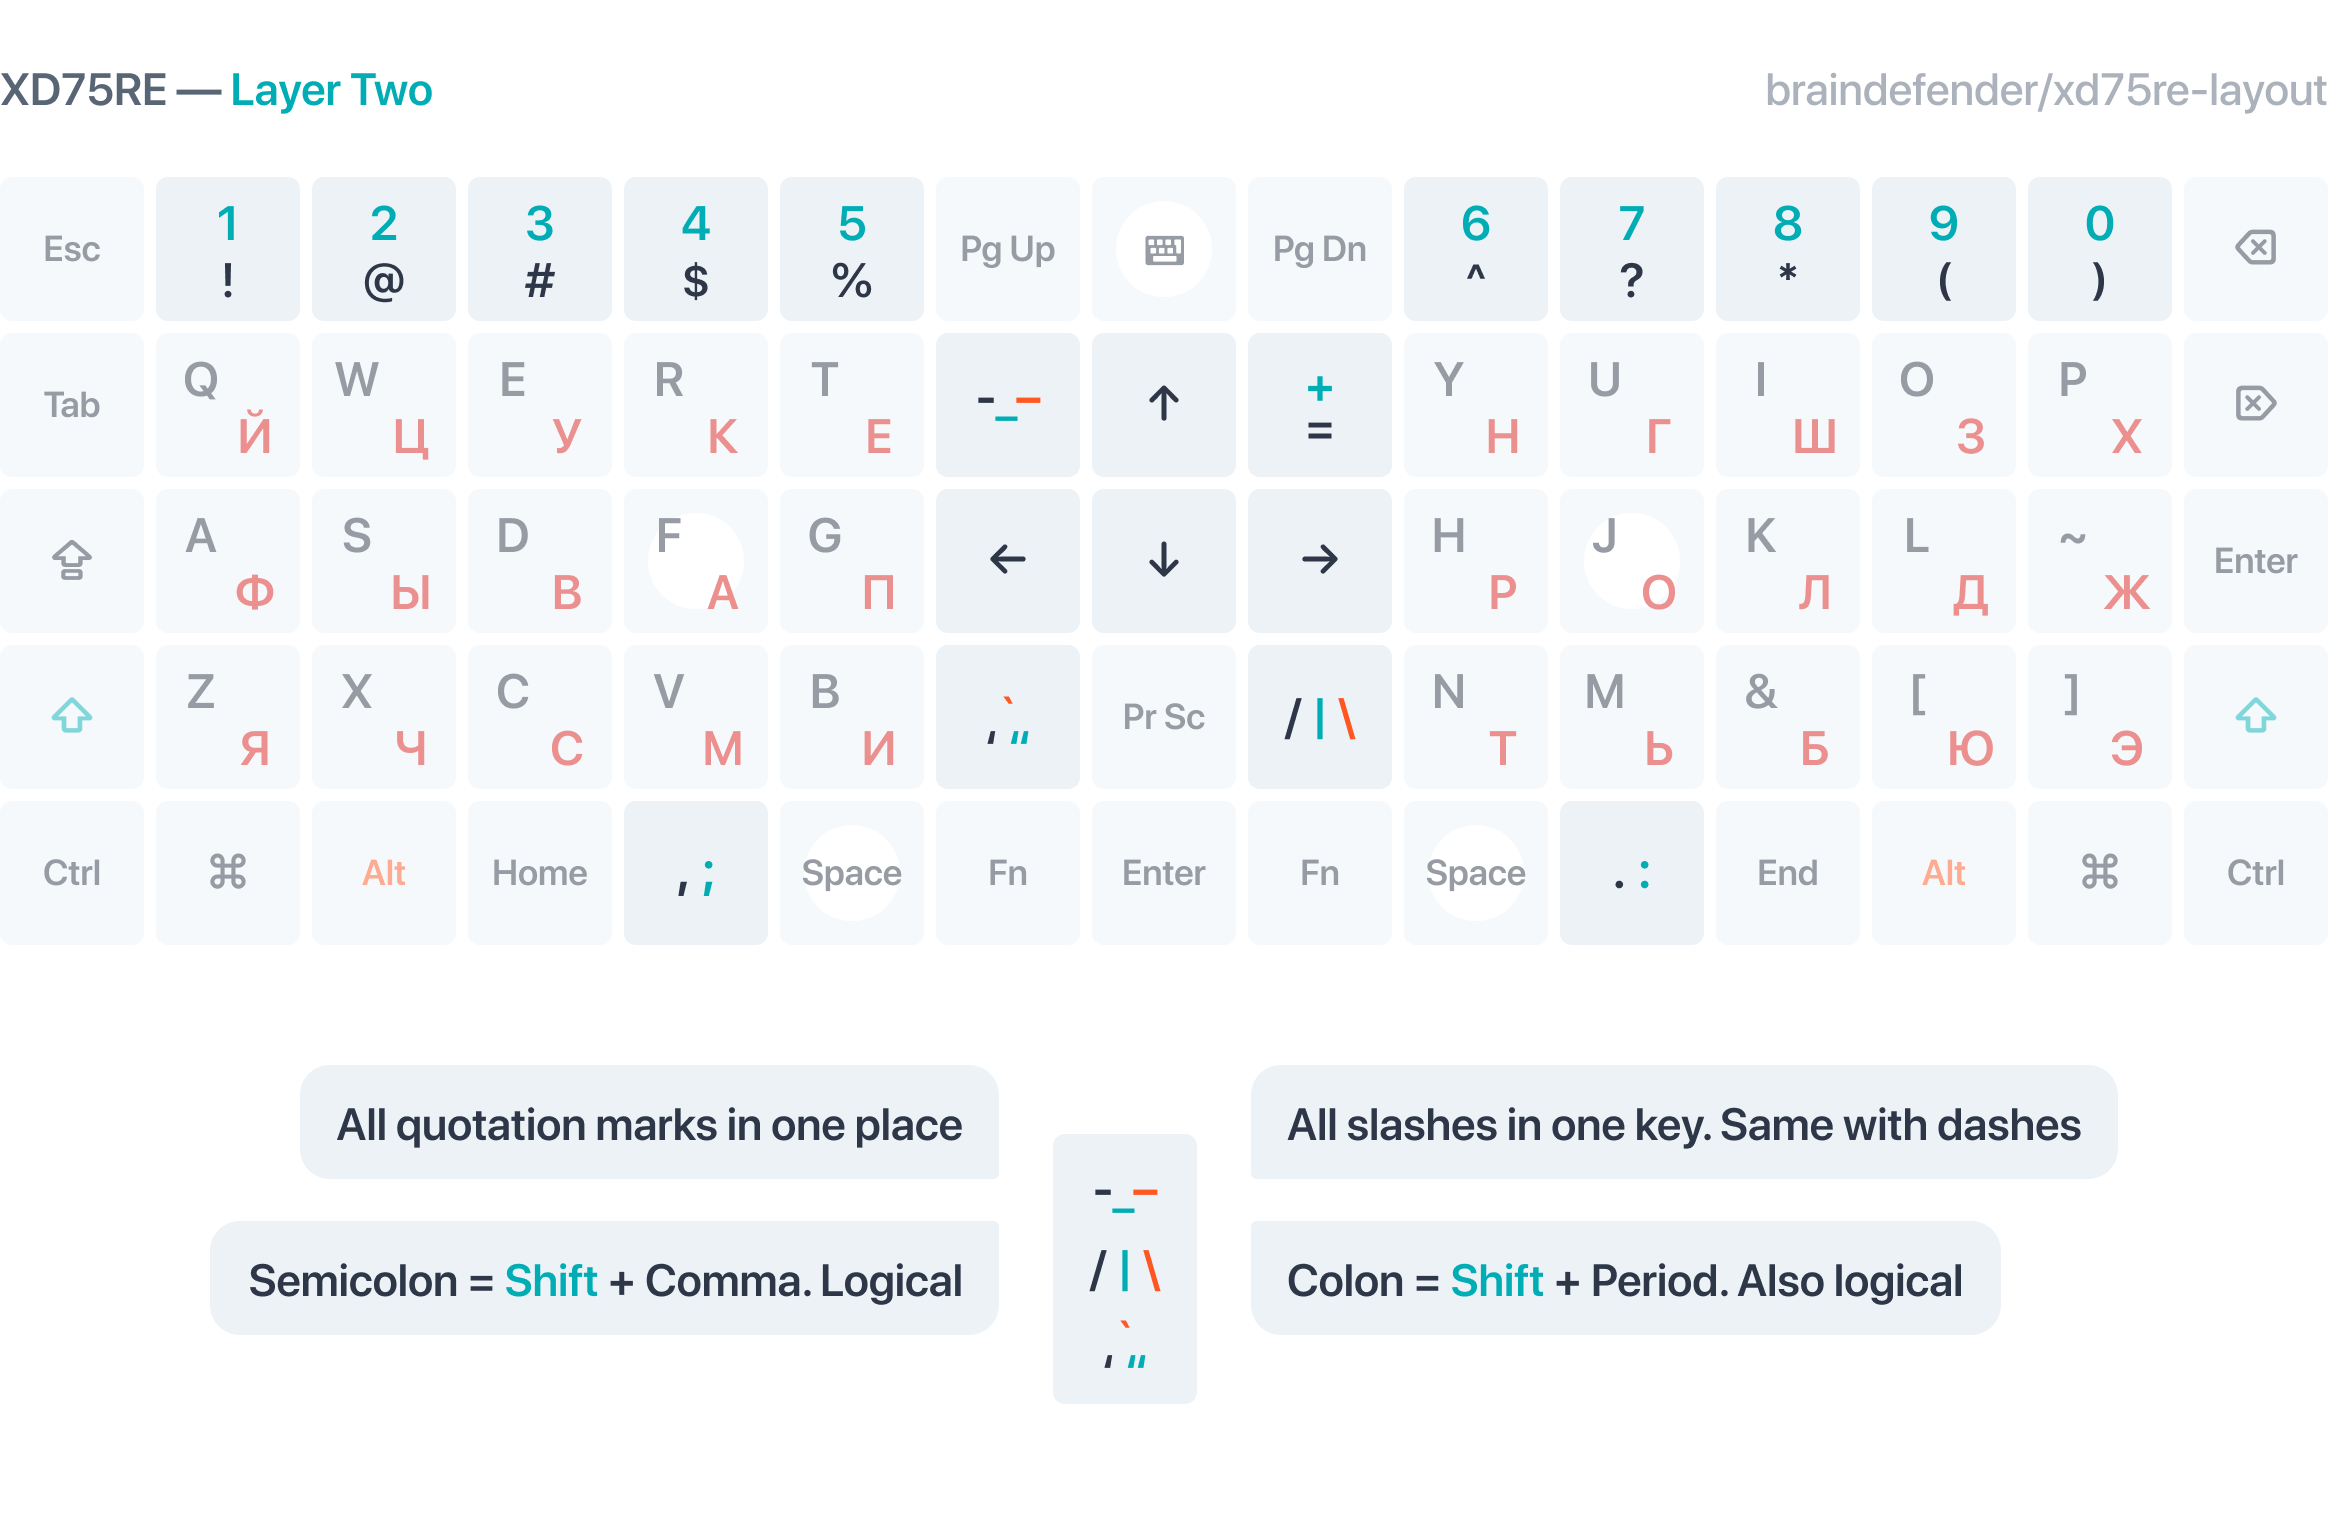 XD75RE — Layer Two
braindefender/xd75re-layout
Esc 1 2 3 4 5 Pg Up Pg Dn 6 7 8 9 0
! @ # $ % ^ ? * ( )
Tab Q W E R T -_– ↑ + Y U I O P
Й Ц У К Е = Н Г Ш З Х
A S D F G ← ↓ → H J K L ~ Enter
Ф Ы В А П Р О Л Д Ж
Z X C V B ' " ` Pr Sc / | \ N M & [ ]
Я Ч С М И Т Ь Б Ю Э
Ctrl ⌘ Alt Home , ; Space Fn Enter Fn Space . : End Alt ⌘ Ctrl
All quotation marks in one place
All slashes in one key. Same with dashes
-_–
Semicolon = Shift + Comma. Logical
/ | \
Colon = Shift + Period. Also logical
`
' "